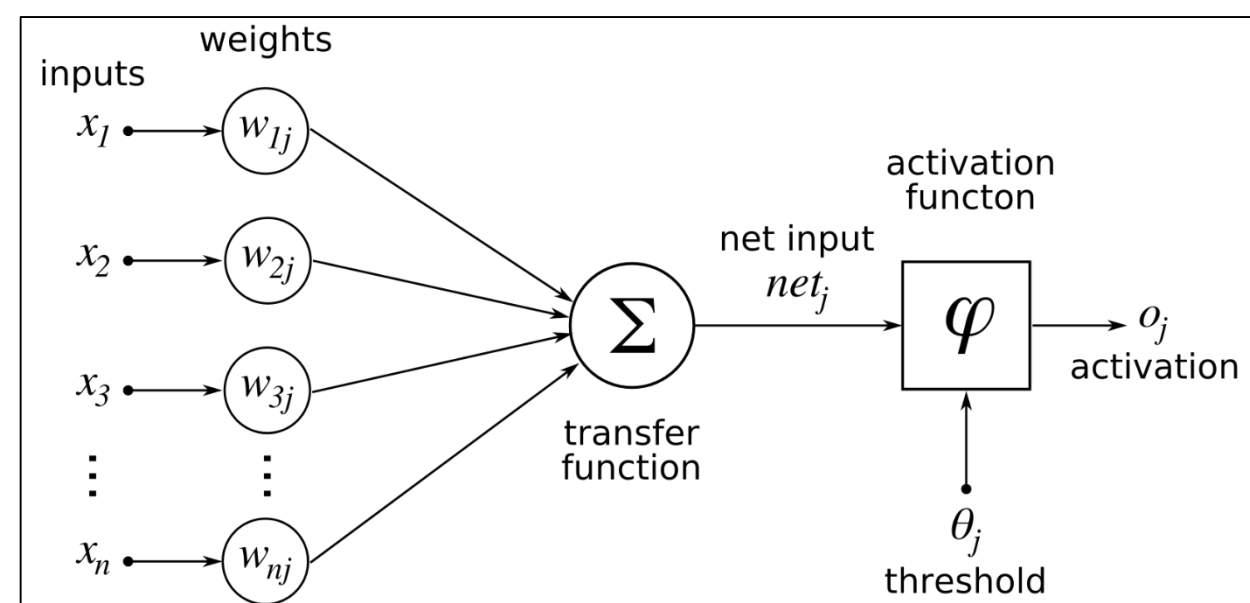 weights
inputs
x1
w1j
x2
w2j
x3
w3j
⋮ ⋮
xn
wnj
Σ
transfer
function
net input
netj
activation
functon
φ
oj
activation
θj
threshold